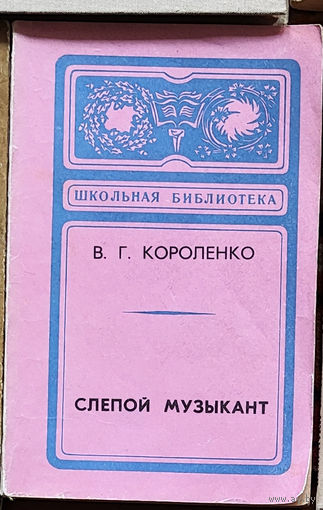 ШКОЛЬНАЯ БИБЛИОТЕКА
В. Г. КОРОЛЕНКО
СЛЕПОЙ МУЗЫКАНТ